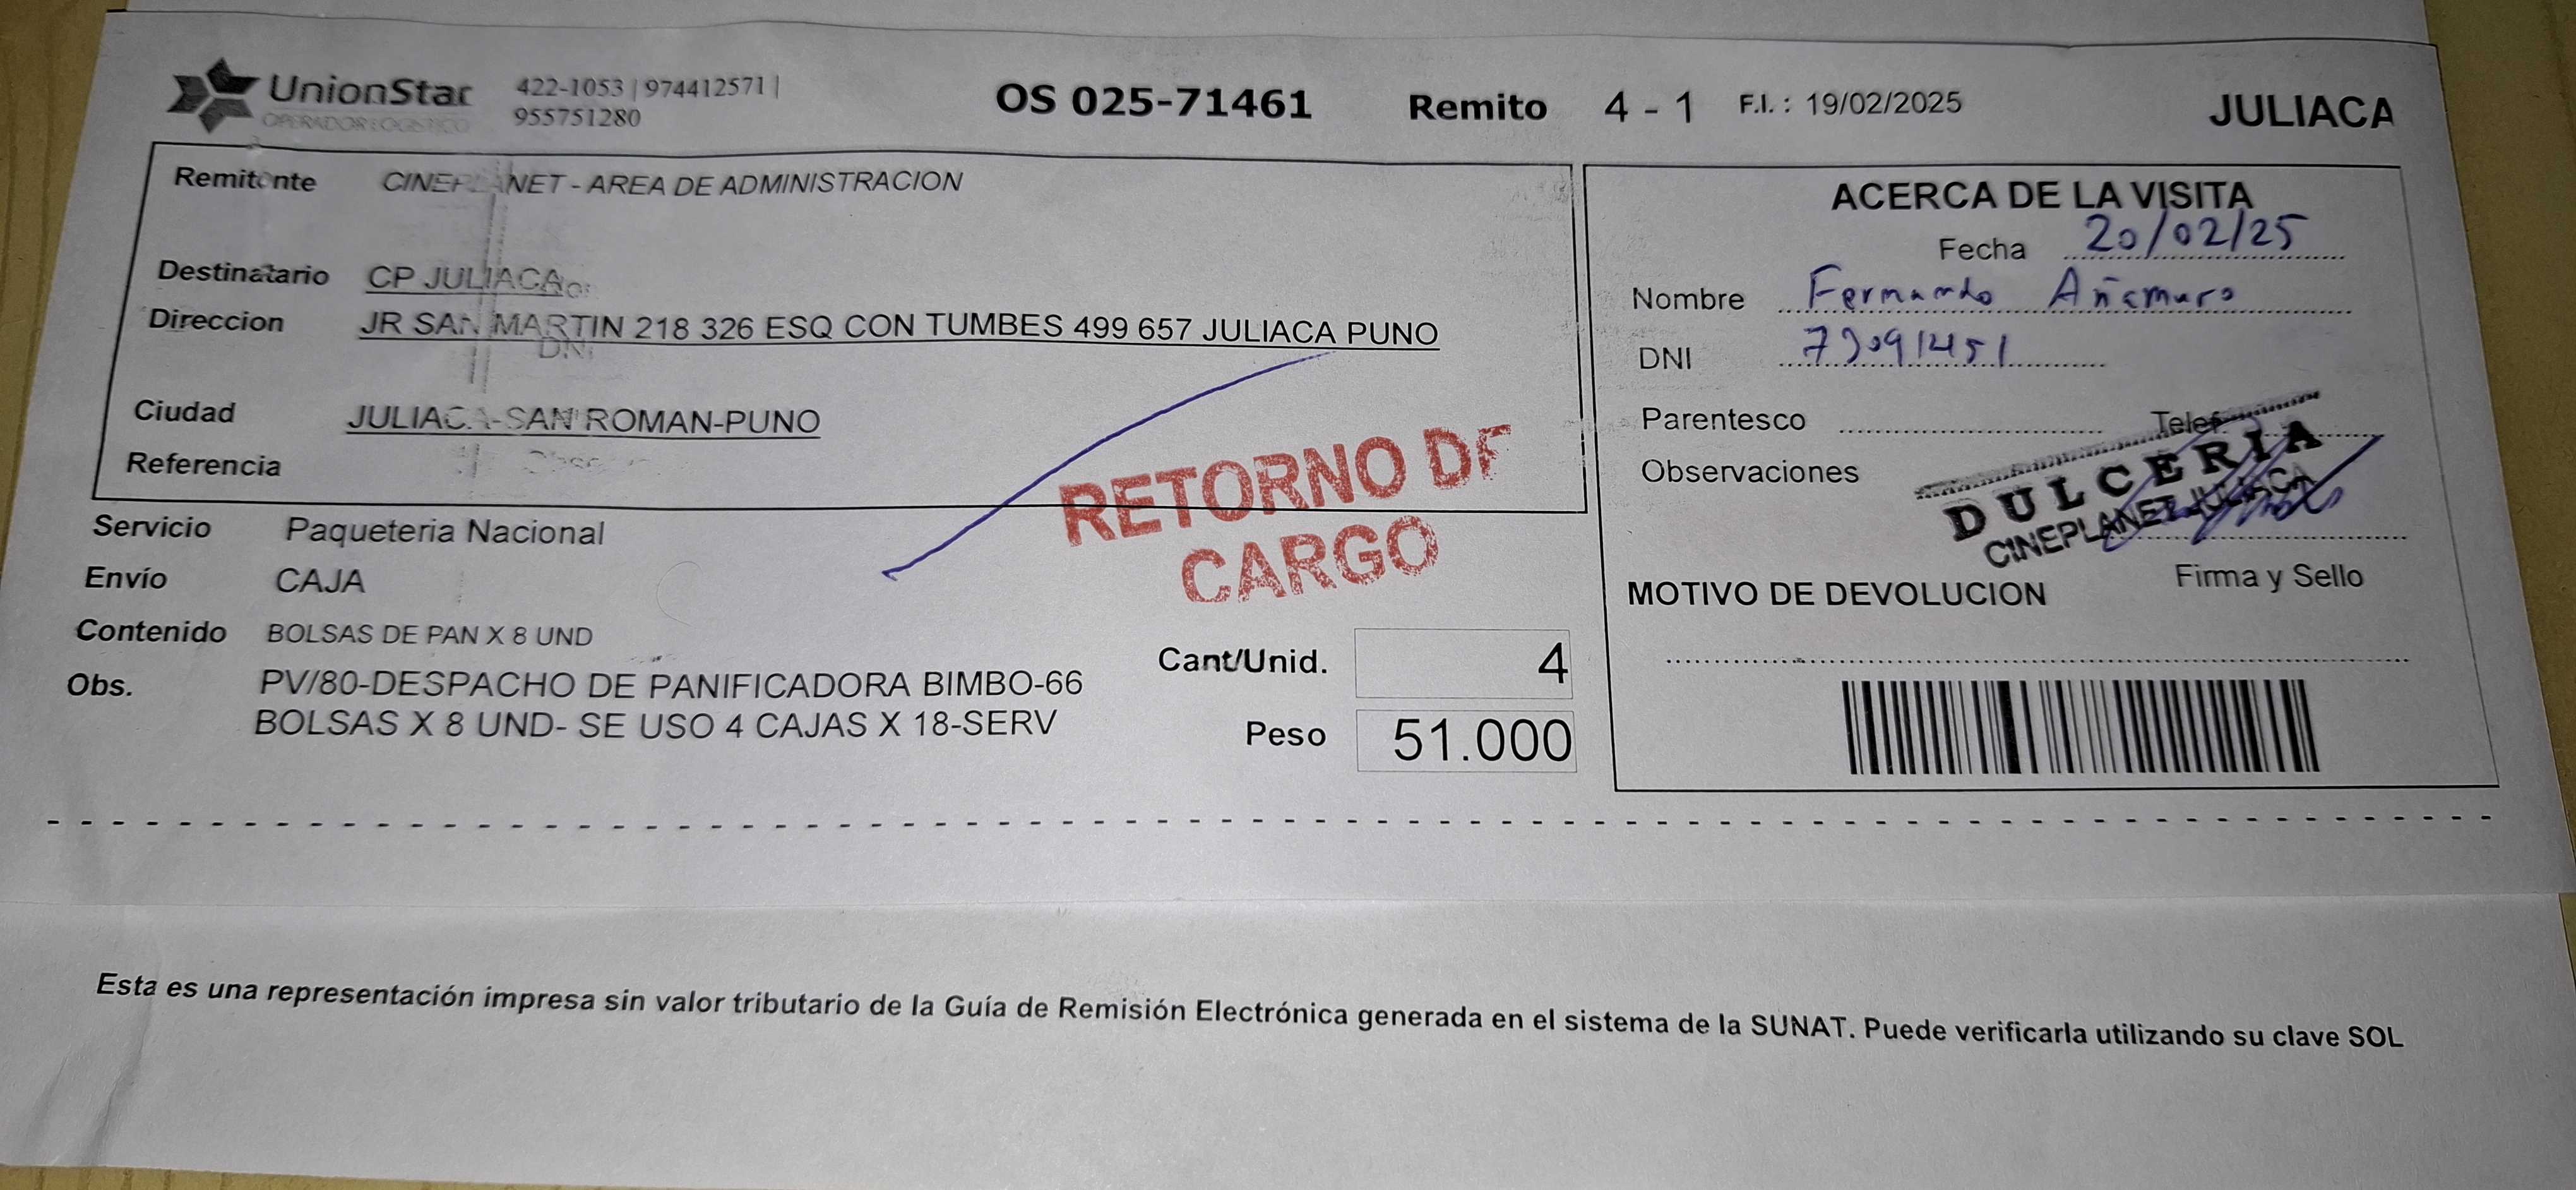 UnionStar
OPERADOR LOGISTICO
422-1053 | 974412571 |
955751280
OS 025-71461 Remito 4 - 1 F.I. : 19/02/2025 JULIACA
Remitente CINEPLANET - AREA DE ADMINISTRACION
Destinatario CP JULIACA
Direccion JR SAN MARTIN 218 326 ESQ CON TUMBES 499 657 JULIACA PUNO
DNI
Ciudad JULIACA-SAN ROMAN-PUNO
Referencia
RETORNO DE
CARGO
Servicio Paqueteria Nacional
Envío CAJA
Contenido BOLSAS DE PAN X 8 UND
Obs. PV/80-DESPACHO DE PANIFICADORA BIMBO-66
BOLSAS X 8 UND- SE USO 4 CAJAS X 18-SERV
Cant/Unid. 4
Peso 51.000
ACERCA DE LA VISITA
Fecha 20/02/25
Nombre Fernando Añamuro
DNI
Parentesco Telef.
Observaciones
DULCERIA
CINEPLANET JULIACA
Firma y Sello
MOTIVO DE DEVOLUCION
Esta es una representación impresa sin valor tributario de la Guía de Remisión Electrónica generada en el sistema de la SUNAT. Puede verificarla utilizando su clave SOL